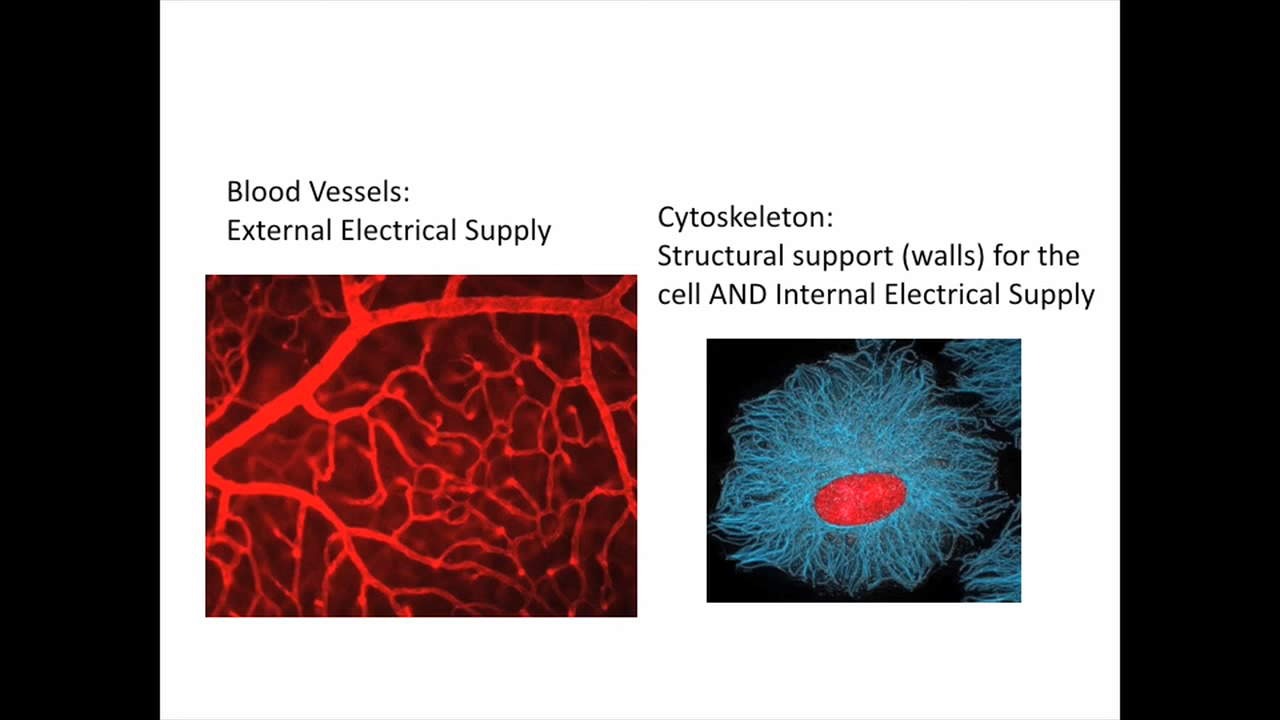 Blood Vessels:
External Electrical Supply
Cytoskeleton:
Structural support (walls) for the
cell AND Internal Electrical Supply